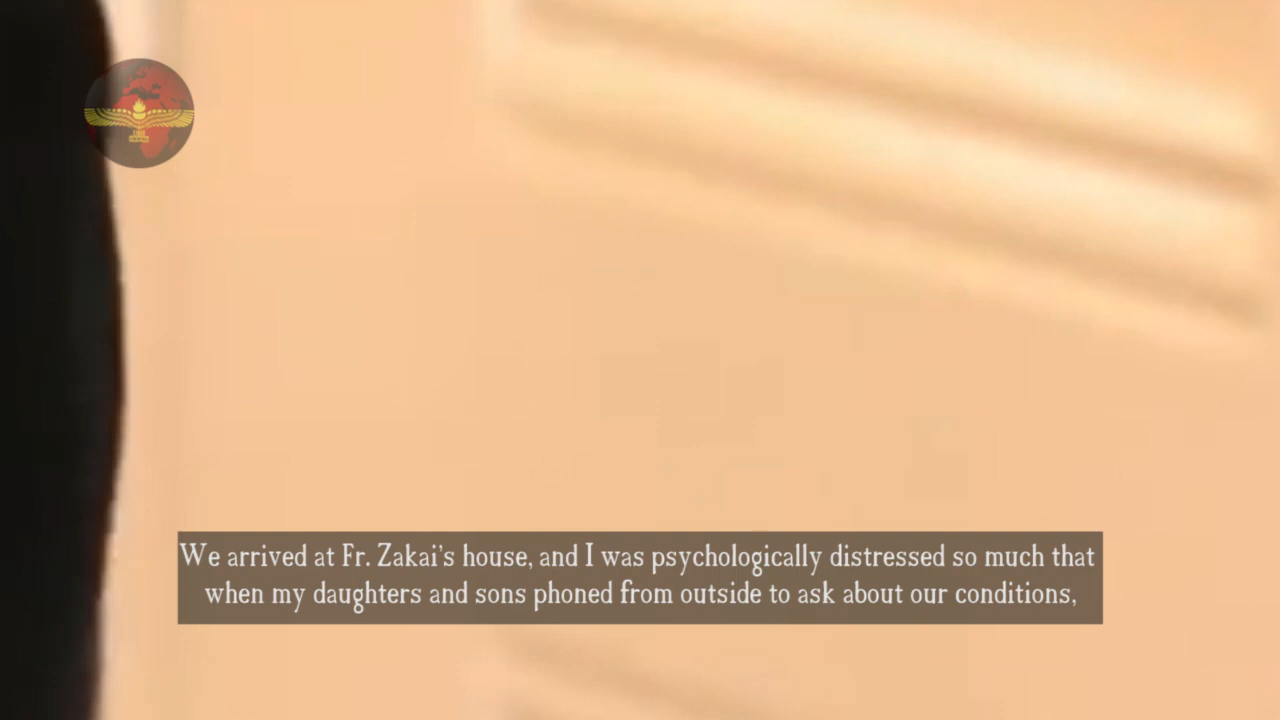 We arrived at Fr. Zakai's house, and I was psychologically distressed so much that
when my daughters and sons phoned from outside to ask about our conditions,